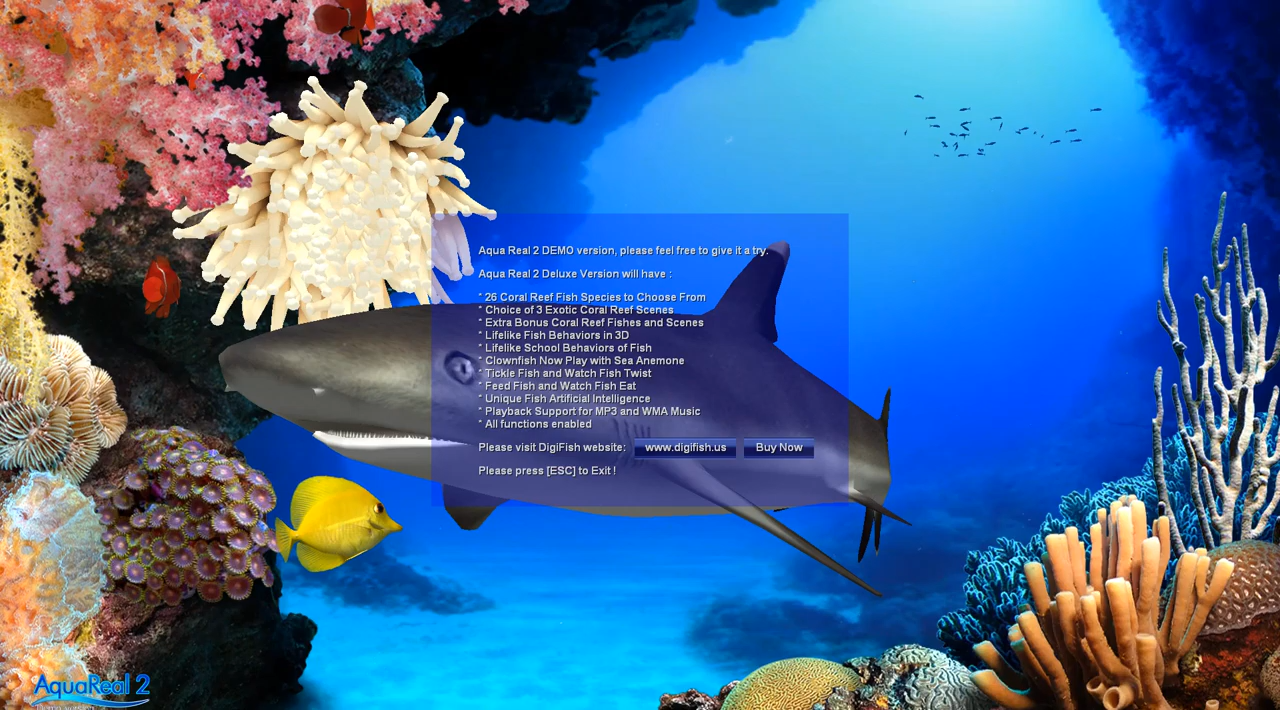 Aqua Real 2 DEMO version, please feel free to give it a try.
Aqua Real 2 Deluxe Version will have :
* 26 Coral Reef Fish Species to Choose From
* Choice of 3 Exotic Coral Reef Scenes
* Extra Bonus Coral Reef Fishes and Scenes
* Lifelike Fish Behaviors in 3D
* Lifelike School Behaviors of Fish
* Clownfish Now Play with Sea Anemone
* Tickle Fish and Watch Fish Twist
* Feed Fish and Watch Fish Eat
* Unique Fish Artificial Intelligence
* Playback Support for MP3 and WMA Music
* All functions enabled
Please visit DigiFish website: www.digifish.us Buy Now
Please press [ESC] to Exit !
AquaReal 2